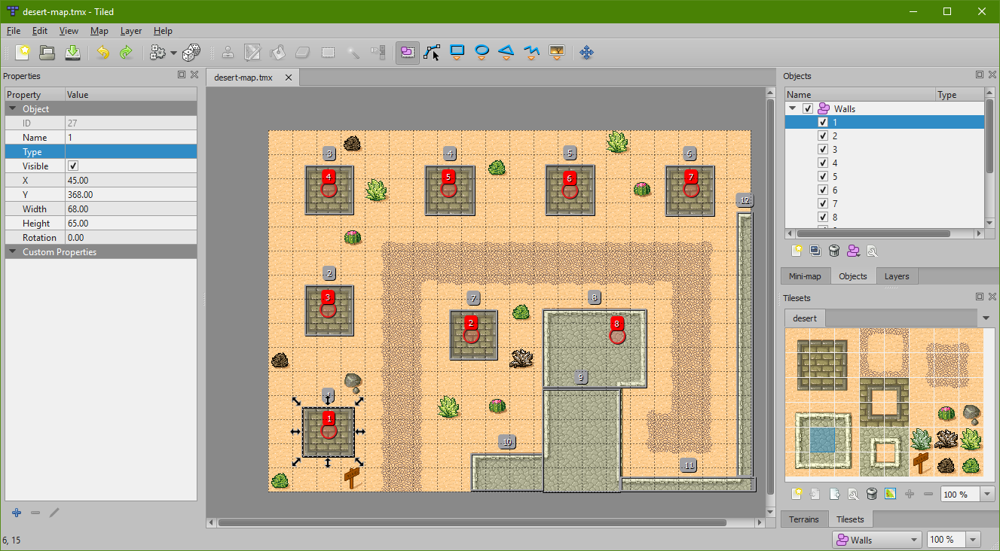 desert-map.tmx - Tiled
File Edit View Map Layer Help
Properties
Property Value
Object
ID 27
Name 1
Type
Visible
X 45.00
Y 368.00
Width 68.00
Height 65.00
Rotation 0.00
Custom Properties
6, 15
desert-map.tmx
3 4 5 6
4 5 6 7
12
2
3
7 8
2 8
9
1
10
11
Objects
Name Type
Walls
1
2
3
4
5
6
7
8
Mini-map Objects Layers
Tilesets
desert
100 %
Terrains Tilesets
Walls 100 %